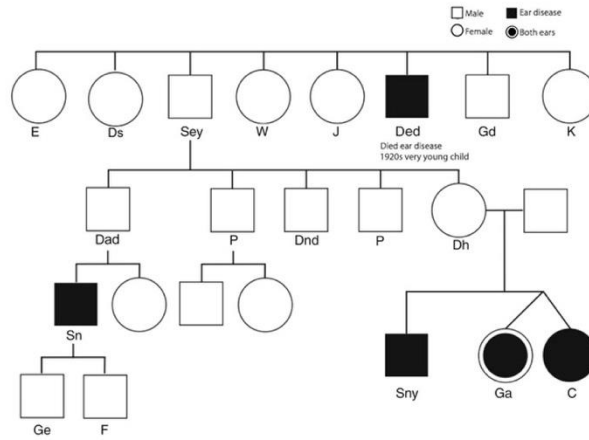 Male
Ear disease
Female
Both ears
E
Ds
Sey
W
J
Ded
Gd
K
Died ear disease
1920s very young child
Dad
P
Dnd
P
Dh
Sn
Sny
Ga
C
Ge
F